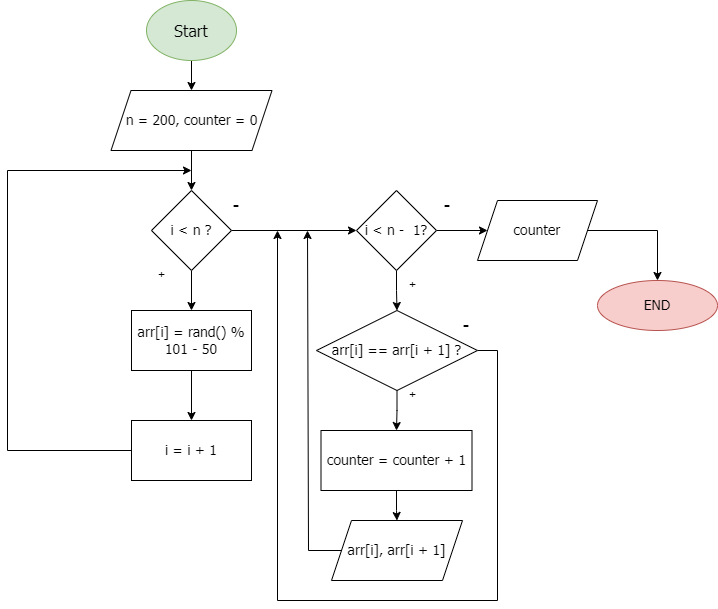 Start
n = 200, counter = 0
i < n ?
-
+
arr[i] = rand() %
101 - 50
i = i + 1
i < n - 1?
-
+
counter
END
arr[i] == arr[i + 1] ?
-
+
counter = counter + 1
arr[i], arr[i + 1]